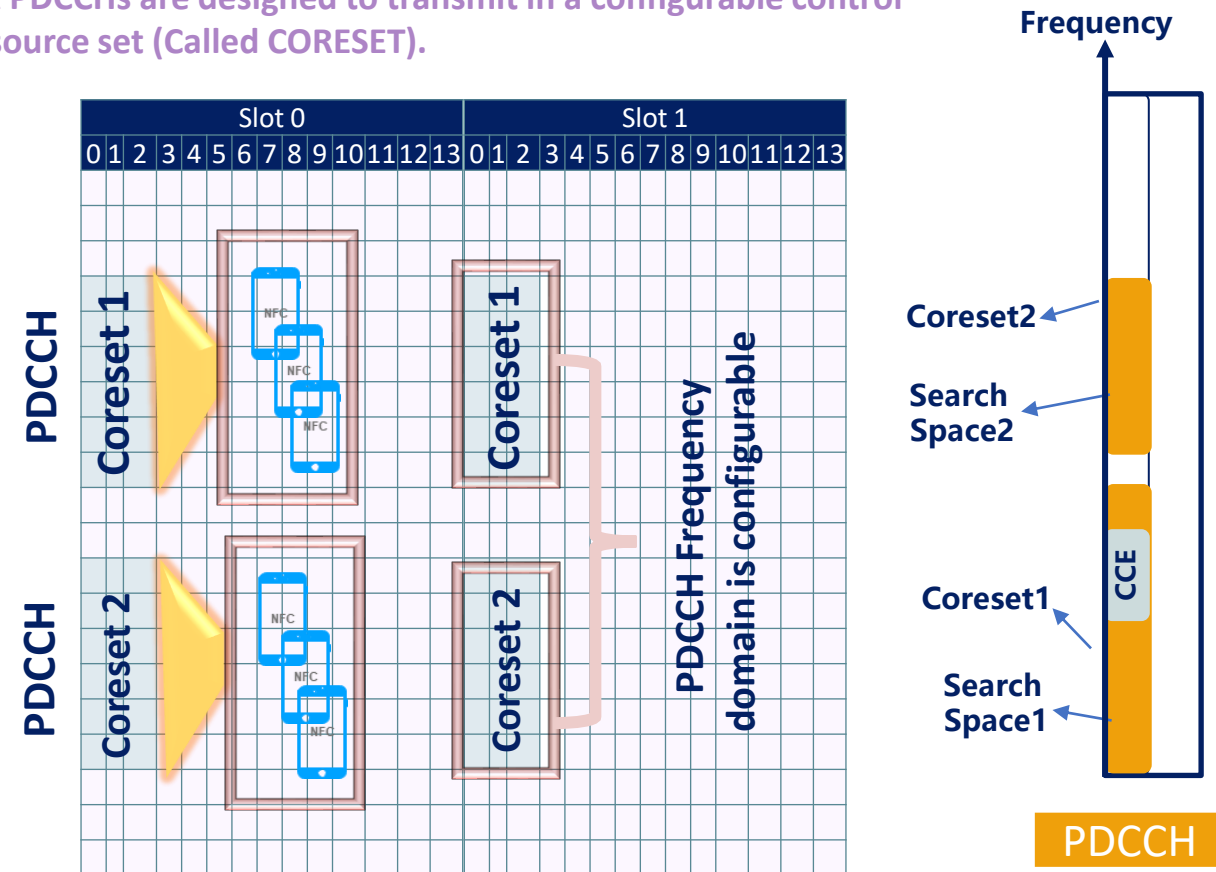 PDCCHs are designed to transmit in a configurable control
source set (Called CORESET).
Frequency
Slot 0
Slot 1
0 1 2 3 4 5 6 7 8 9 10 11 12 13 0 1 2 3 4 5 6 7 8 9 10 11 12 13
PDCCH
Coreset 1
NFC
NFC
NFC
Coreset 1
PDCCH
Coreset 2
NFC
NFC
NFC
Coreset 2
PDCCH Frequency
domain is configurable
Coreset2
Search
Space2
CCE
Coreset1
Search
Space1
PDCCH